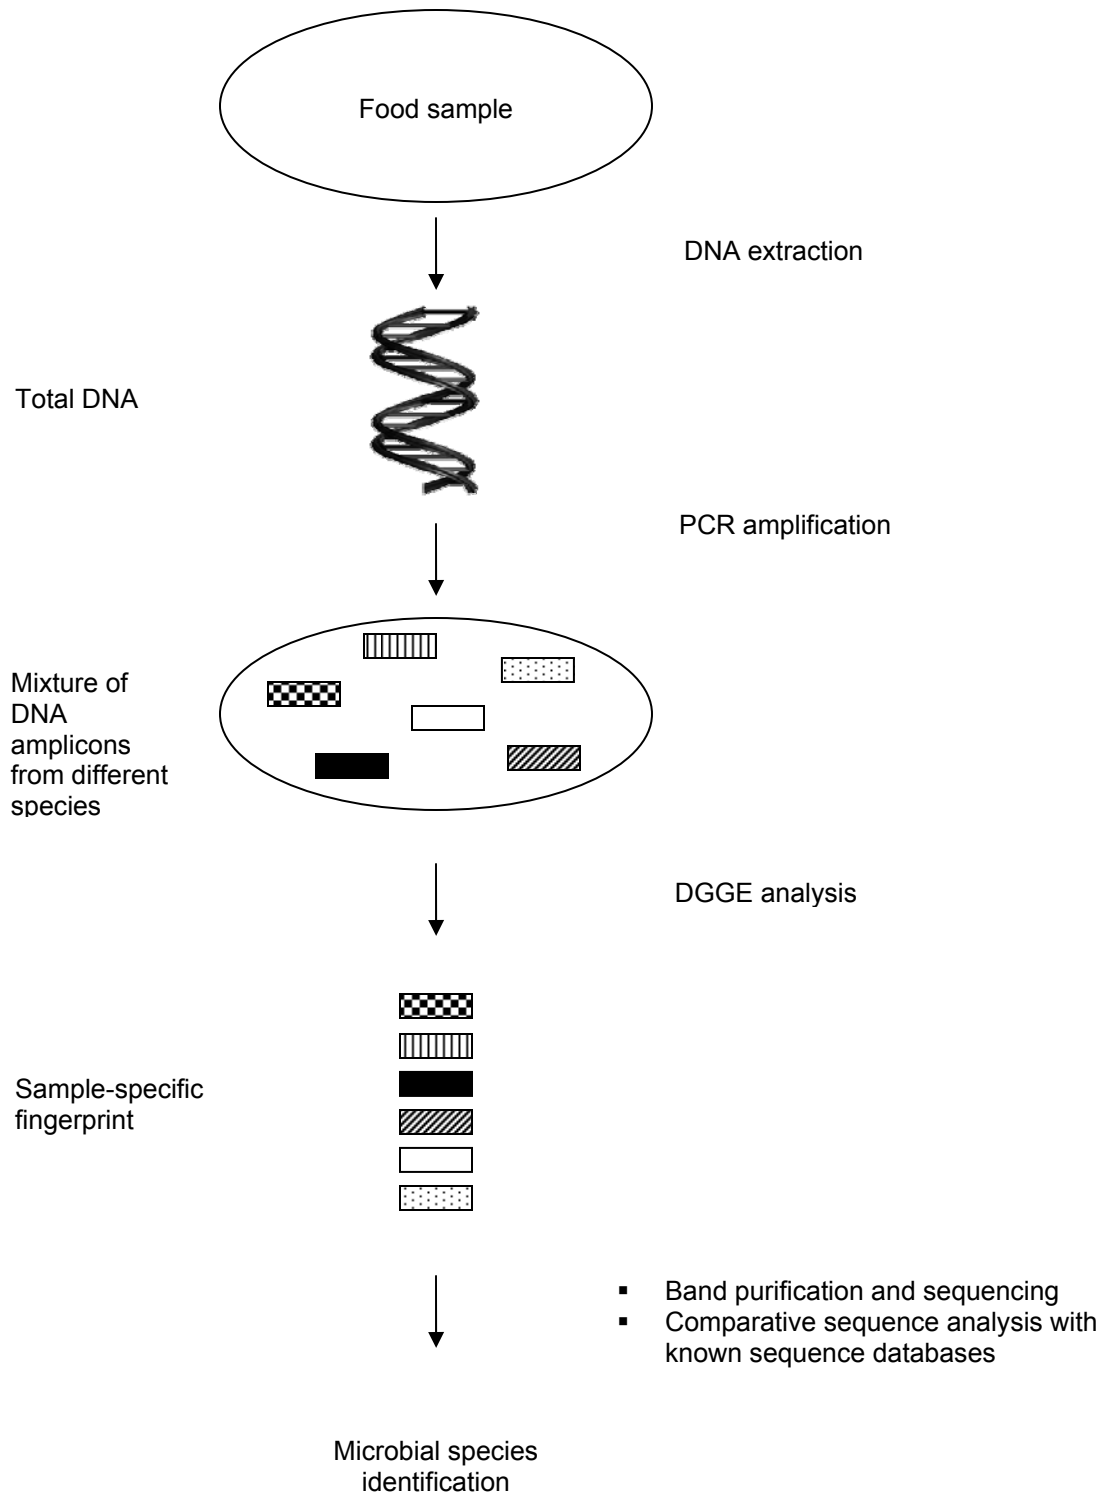 Food sample
DNA extraction
Total DNA
PCR amplification
Mixture of
DNA
amplicons
from different
species
DGGE analysis
Sample-specific
fingerprint
▪ Band purification and sequencing
▪ Comparative sequence analysis with
known sequence databases
Microbial species
identification